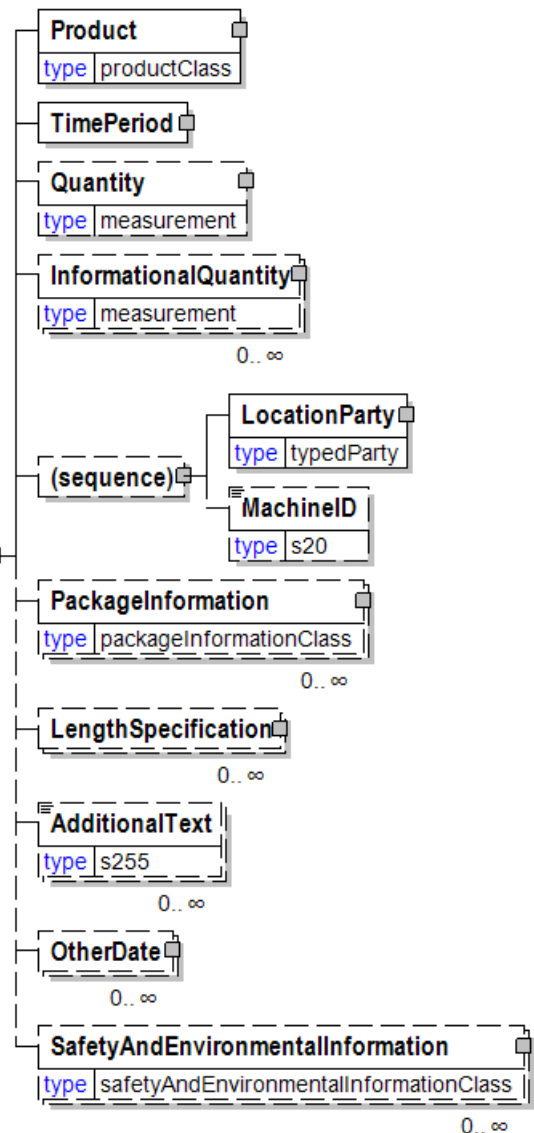 Product
type productClass
TimePeriod
Quantity
type measurement
InformationalQuantity
type measurement
0.. ∞
LocationParty
type typedParty
(sequence)
MachineID
type s20
PackageInformation
type packageInformationClass
0.. ∞
LengthSpecification
0.. ∞
AdditionalText
type s255
0.. ∞
OtherDate
0.. ∞
SafetyAndEnvironmentalInformation
type safetyAndEnvironmentalInformationClass
0.. ∞